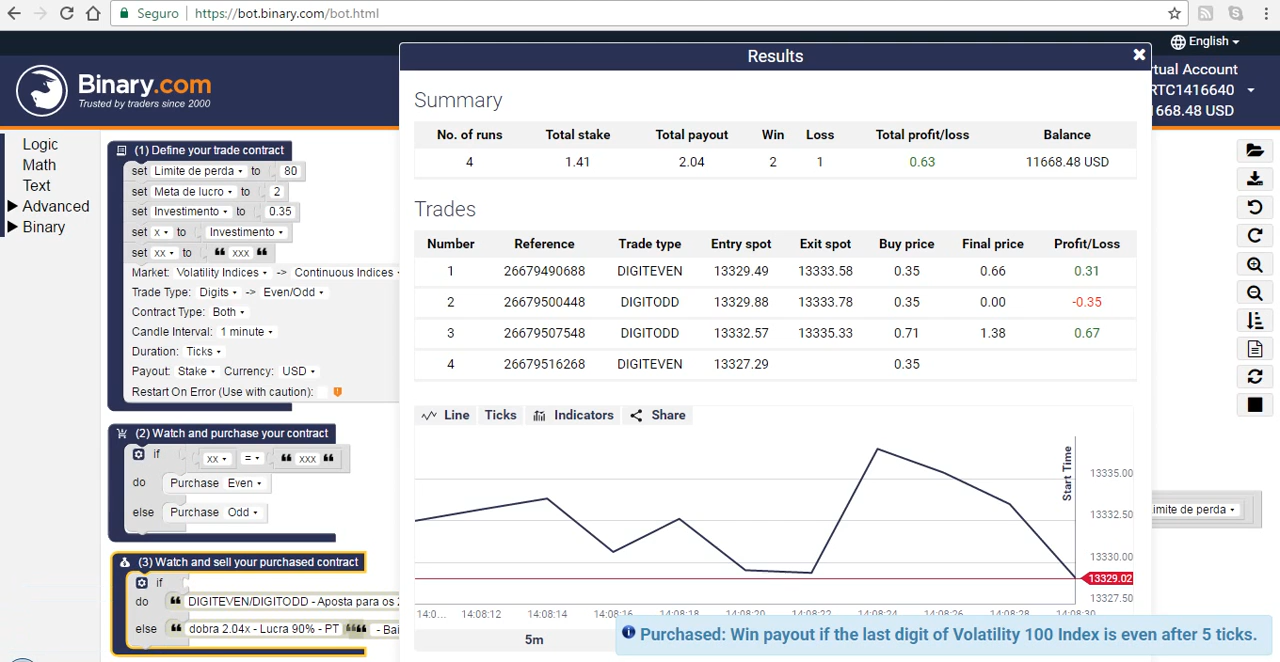 Seguro https://bot.binary.com/bot.html
English
Binary.com
Trusted by traders since 2000
tual Account
RTC1416640
1668.48 USD
Logic
Math
Text
Advanced
Binary
(1) Define your trade contract
set Limite de perda to 80
set Meta de lucro to 2
set Investimento to 0.35
set x to Investimento
set xx to “ xxx “
Market: Volatility Indices -> Continuous Indices
Trade Type: Digits -> Even/Odd
Contract Type: Both
Candle Interval: 1 minute
Duration: Ticks
Payout: Stake Currency: USD
Restart On Error (Use with caution):
(2) Watch and purchase your contract
if xx = “ xxx “
do Purchase Even
else Purchase Odd
(3) Watch and sell your purchased contract
if
do “ DIGITEVEN/DIGITODD - Aposta para os 2
else “ dobra 2.04x - Lucra 90% - PT “ “ - Bai
Results
Summary
No. of runs Total stake Total payout Win Loss Total profit/loss Balance
4 1.41 2.04 2 1 0.63 11668.48 USD
Trades
Number Reference Trade type Entry spot Exit spot Buy price Final price Profit/Loss
1 26679490688 DIGITEVEN 13329.49 13333.58 0.35 0.66 0.31
2 26679500448 DIGITODD 13329.88 13333.78 0.35 0.00 -0.35
3 26679507548 DIGITODD 13332.57 13335.33 0.71 1.38 0.67
4 26679516268 DIGITEVEN 13327.29 0.35
Line Ticks Indicators Share
Start Time
13335.00
13332.50
13330.00
13329.02
13327.50
14:0... 14:08:12 14:08:14 14:08:16 14:08:18 14:08:20 14:08:22 14:08:24 14:08:26 14:08:28 14:08:30
5m
imite de perda
Purchased: Win payout if the last digit of Volatility 100 Index is even after 5 ticks.